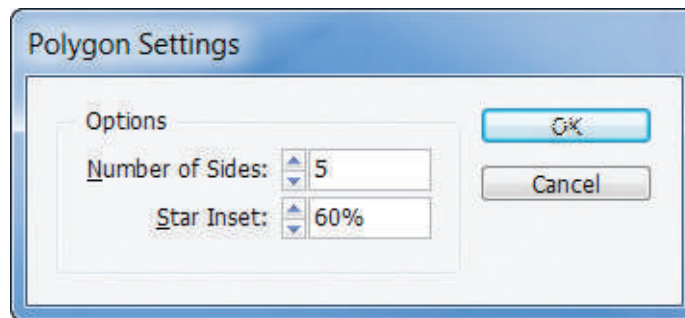 Polygon Settings
Options
OK
Number of Sides: 5
Cancel
Star Inset: 60%